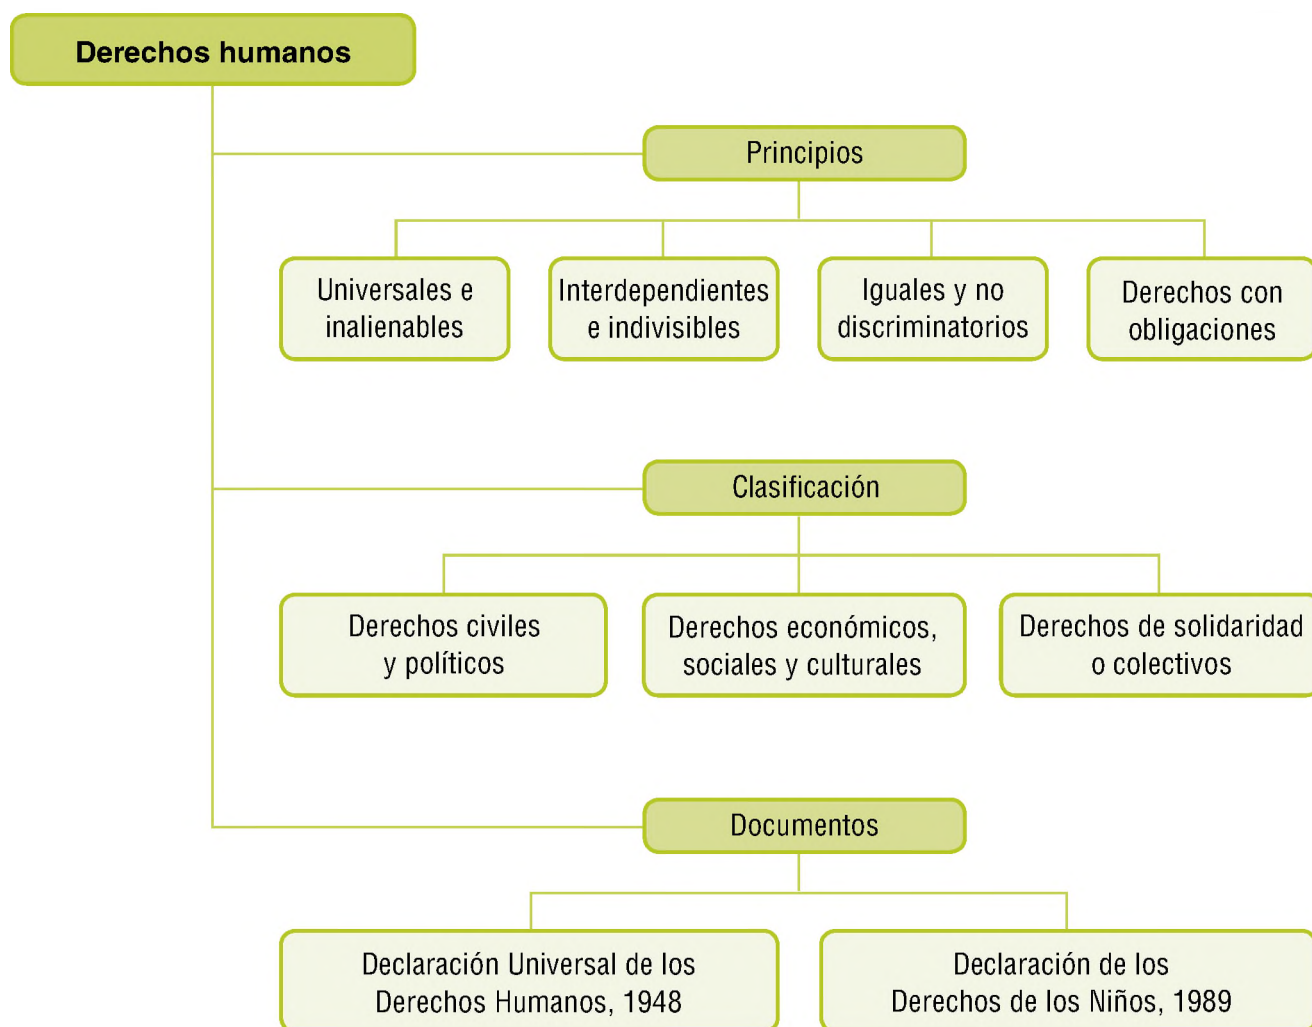 Derechos humanos
Principios
Universales e
inalienables
Interdependientes
e indivisibles
Iguales y no
discriminatorios
Derechos con
obligaciones
Clasificación
Derechos civiles
y políticos
Derechos económicos,
sociales y culturales
Derechos de solidaridad
o colectivos
Documentos
Declaración Universal de los
Derechos Humanos, 1948
Declaración de los
Derechos de los Niños, 1989